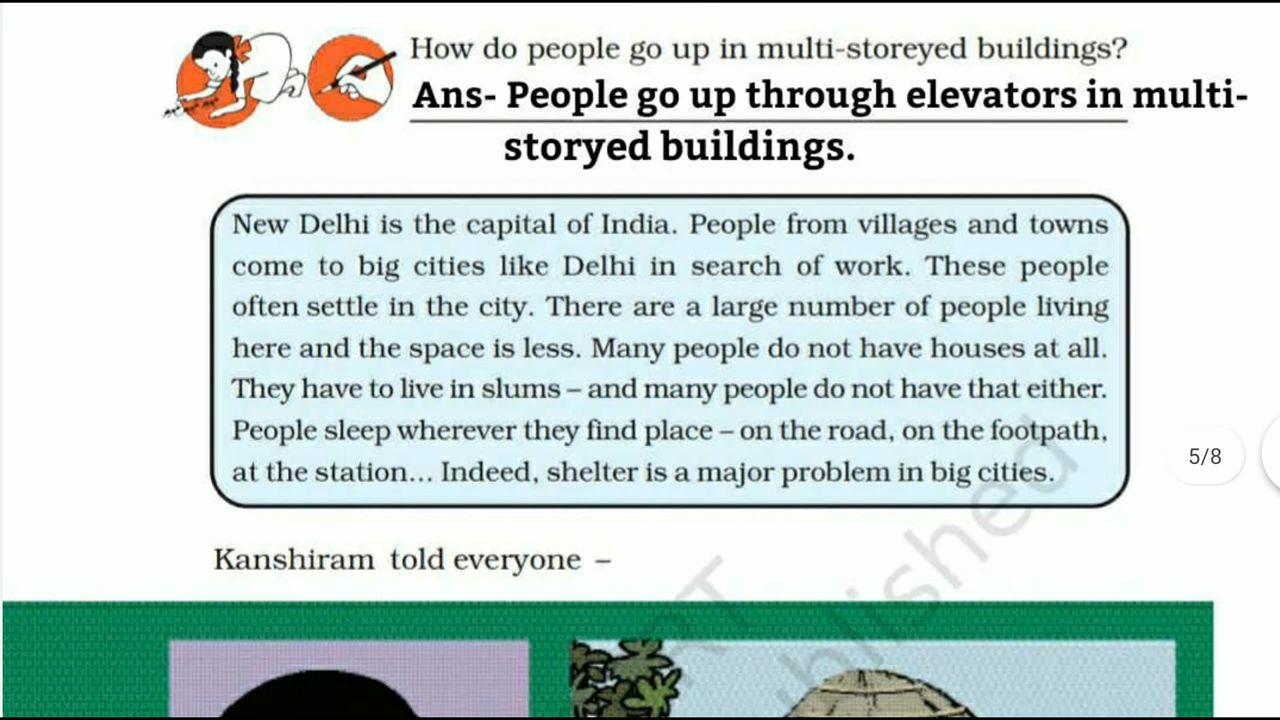 How do people go up in multi-storeyed buildings?
Ans- People go up through elevators in multi-
storyed buildings.
New Delhi is the capital of India. People from villages and towns
come to big cities like Delhi in search of work. These people
often settle in the city. There are a large number of people living
here and the space is less. Many people do not have houses at all.
They have to live in slums – and many people do not have that either.
People sleep wherever they find place – on the road, on the footpath,
at the station... Indeed, shelter is a major problem in big cities.
5/8
Kanshiram told everyone –